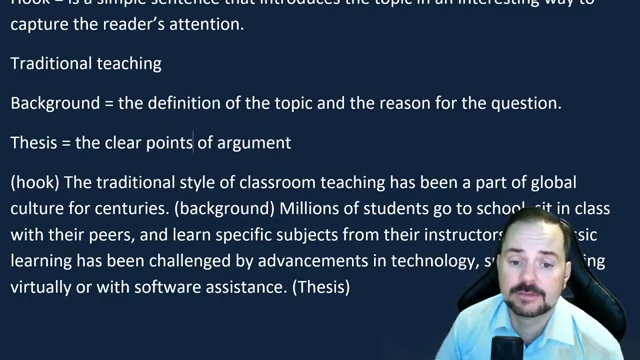 Hook = is a simple sentence that introduces the topic in an interesting way to
capture the reader's attention.
Traditional teaching
Background = the definition of the topic and the reason for the question.
Thesis = the clear points of argument
(hook) The traditional style of classroom teaching has been a part of global
culture for centuries. (background) Millions of students go to school, sit in class
with their peers, and learn specific subjects from their instructors
learning has been challenged by advancements in technology,
virtually or with software assistance. (Thesis)